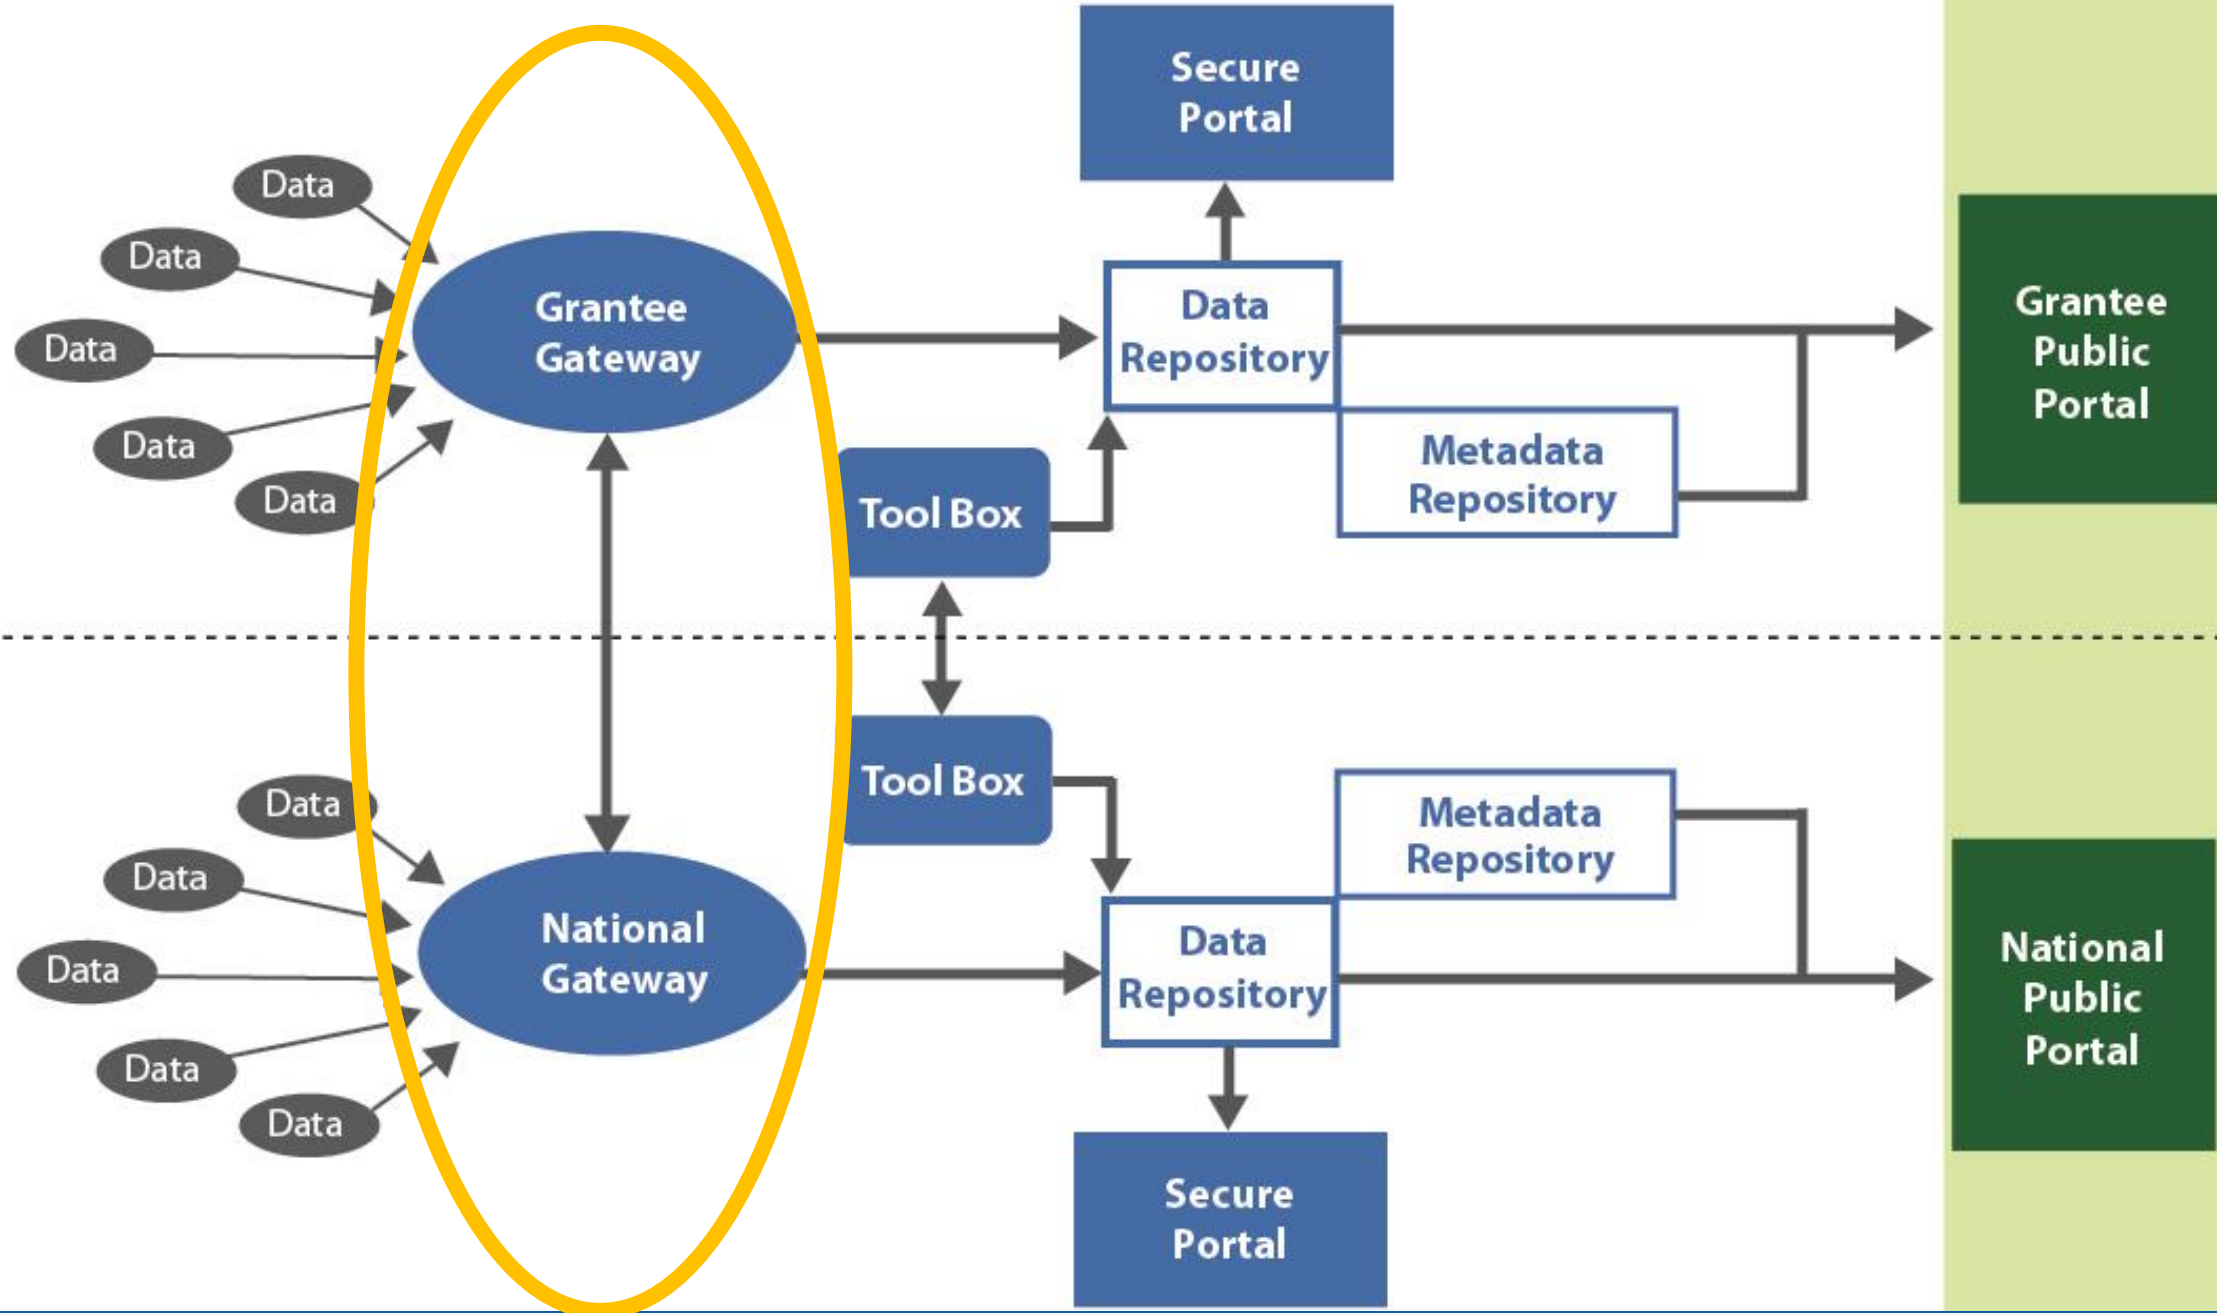 Secure
Portal
Data
Data
Data
Data
Data
Grantee
Gateway
Data
Repository
Metadata
Repository
Tool Box
Grantee
Public
Portal
Tool Box
Data
Data
Data
Data
Data
National
Gateway
Metadata
Repository
Data
Repository
National
Public
Portal
Secure
Portal